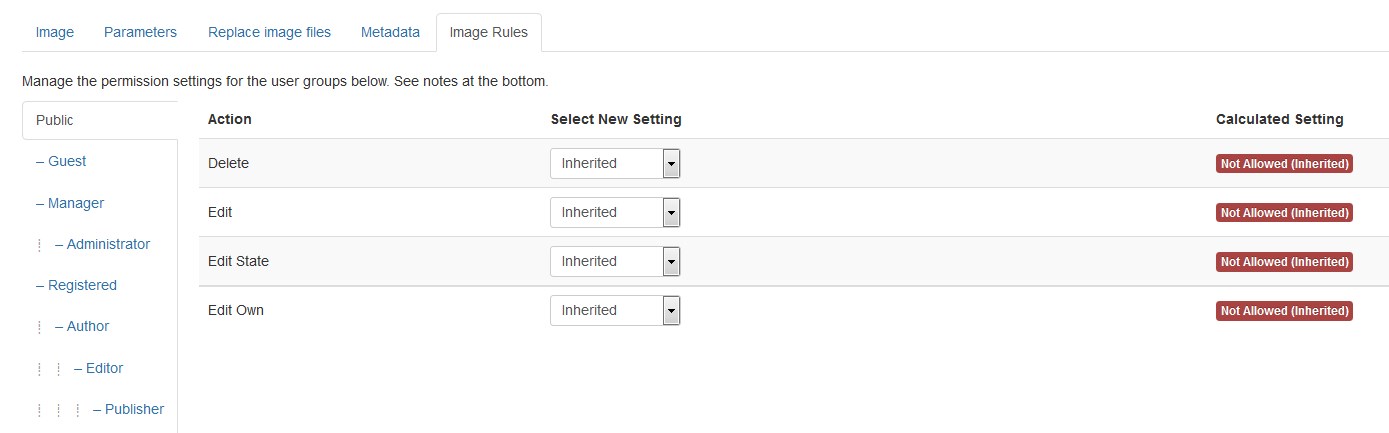 Image Parameters Replace image files Metadata Image Rules
Manage the permission settings for the user groups below. See notes at the bottom.
Public
– Guest
– Manager
– Administrator
– Registered
– Author
– Editor
– Publisher
Action Select New Setting Calculated Setting
Delete Inherited Not Allowed (Inherited)
Edit Inherited Not Allowed (Inherited)
Edit State Inherited Not Allowed (Inherited)
Edit Own Inherited Not Allowed (Inherited)